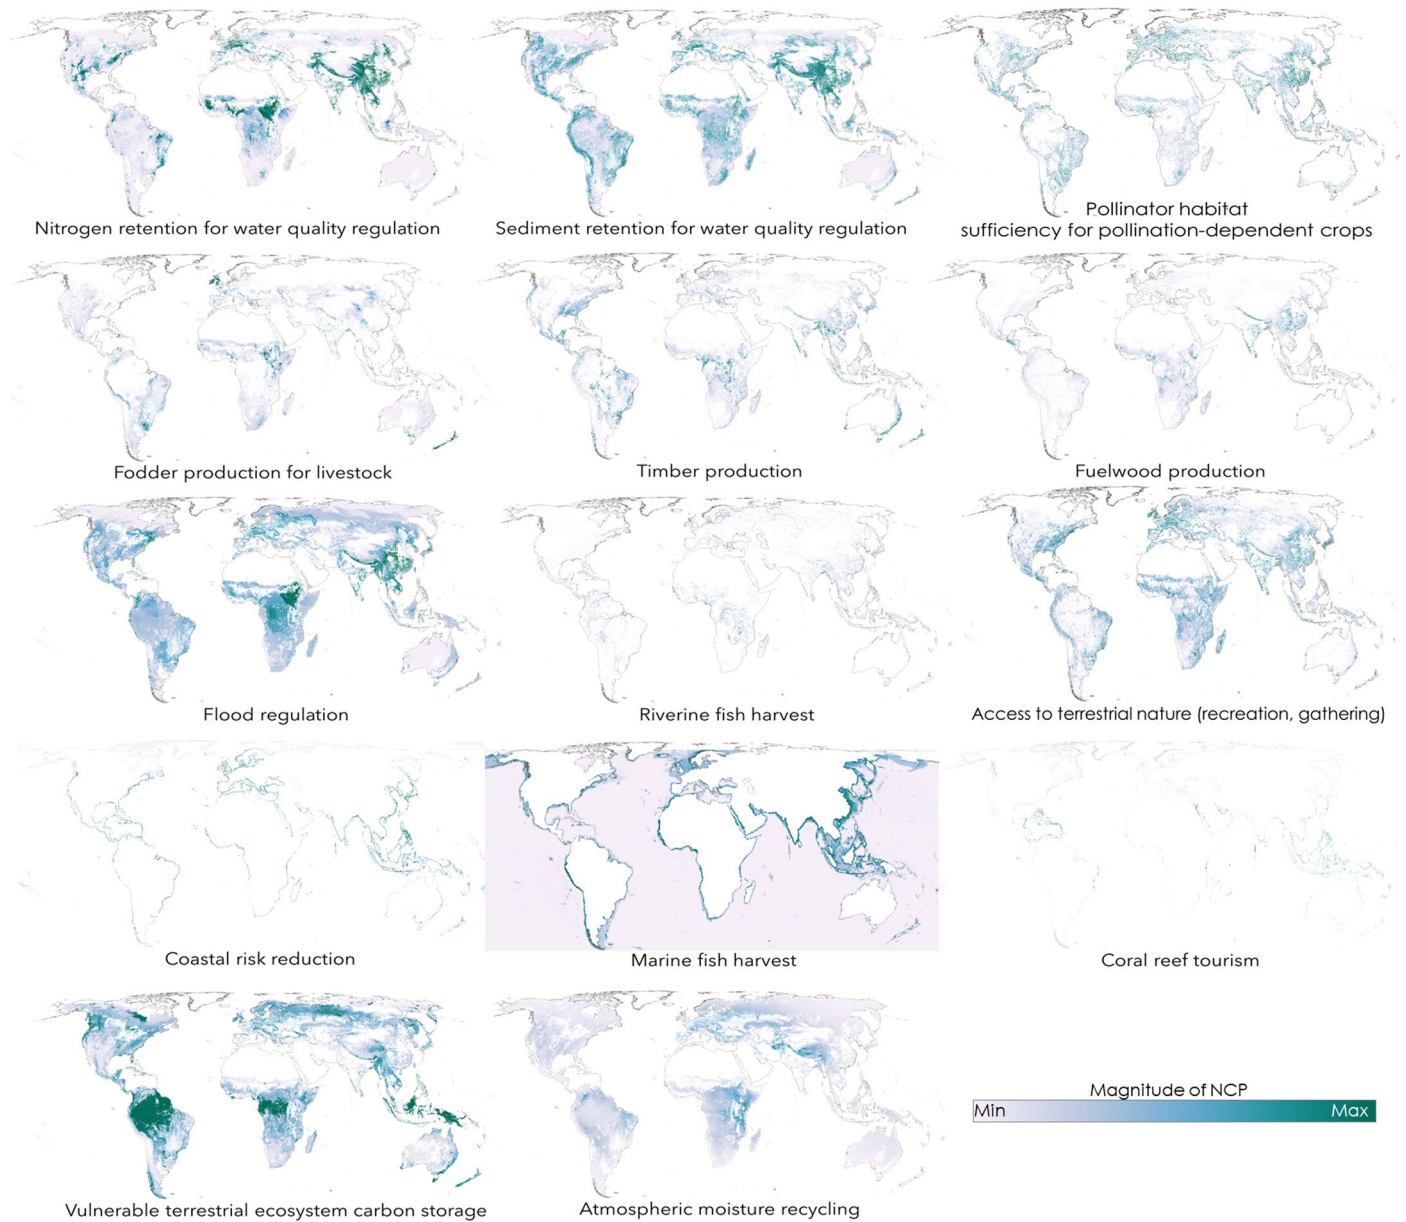 Nitrogen retention for water quality regulation
Sediment retention for water quality regulation
Pollinator habitat
sufficiency for pollination-dependent crops
Fodder production for livestock
Timber production
Fuelwood production
Flood regulation
Riverine fish harvest
Access to terrestrial nature (recreation, gathering)
Coastal risk reduction
Marine fish harvest
Coral reef tourism
Vulnerable terrestrial ecosystem carbon storage
Atmospheric moisture recycling
Magnitude of NCP
Min
Max